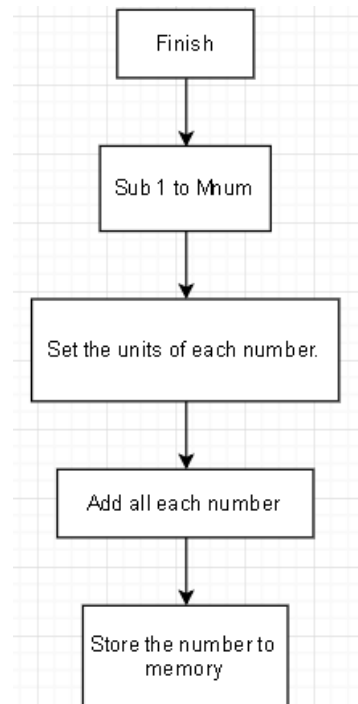 Finish
Sub 1 to Mnum
Set the units of each number.
Add all each number
Store the number to
memory